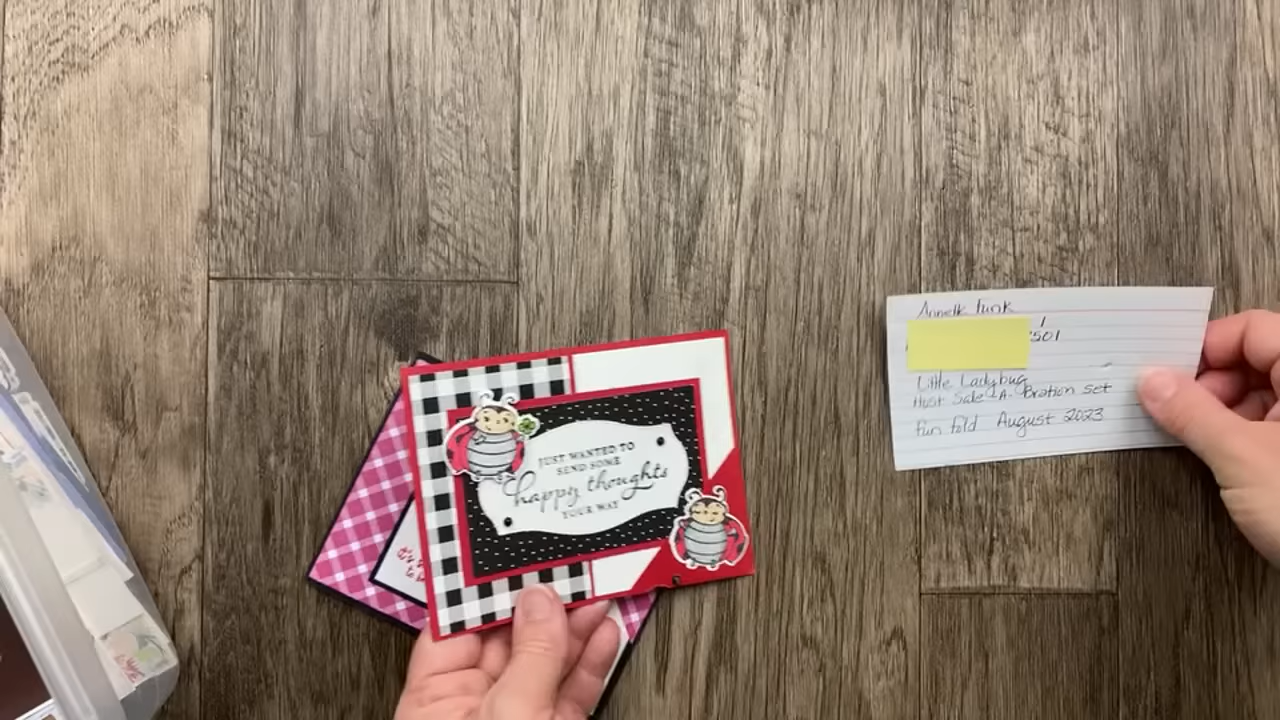 JUST WANTED TO
SEND SOME
happy thoughts
YOUR WAY
Annelk Funk
1
501
Little Ladybug
Host Sale-A-Bration set
Fun fold August 2023